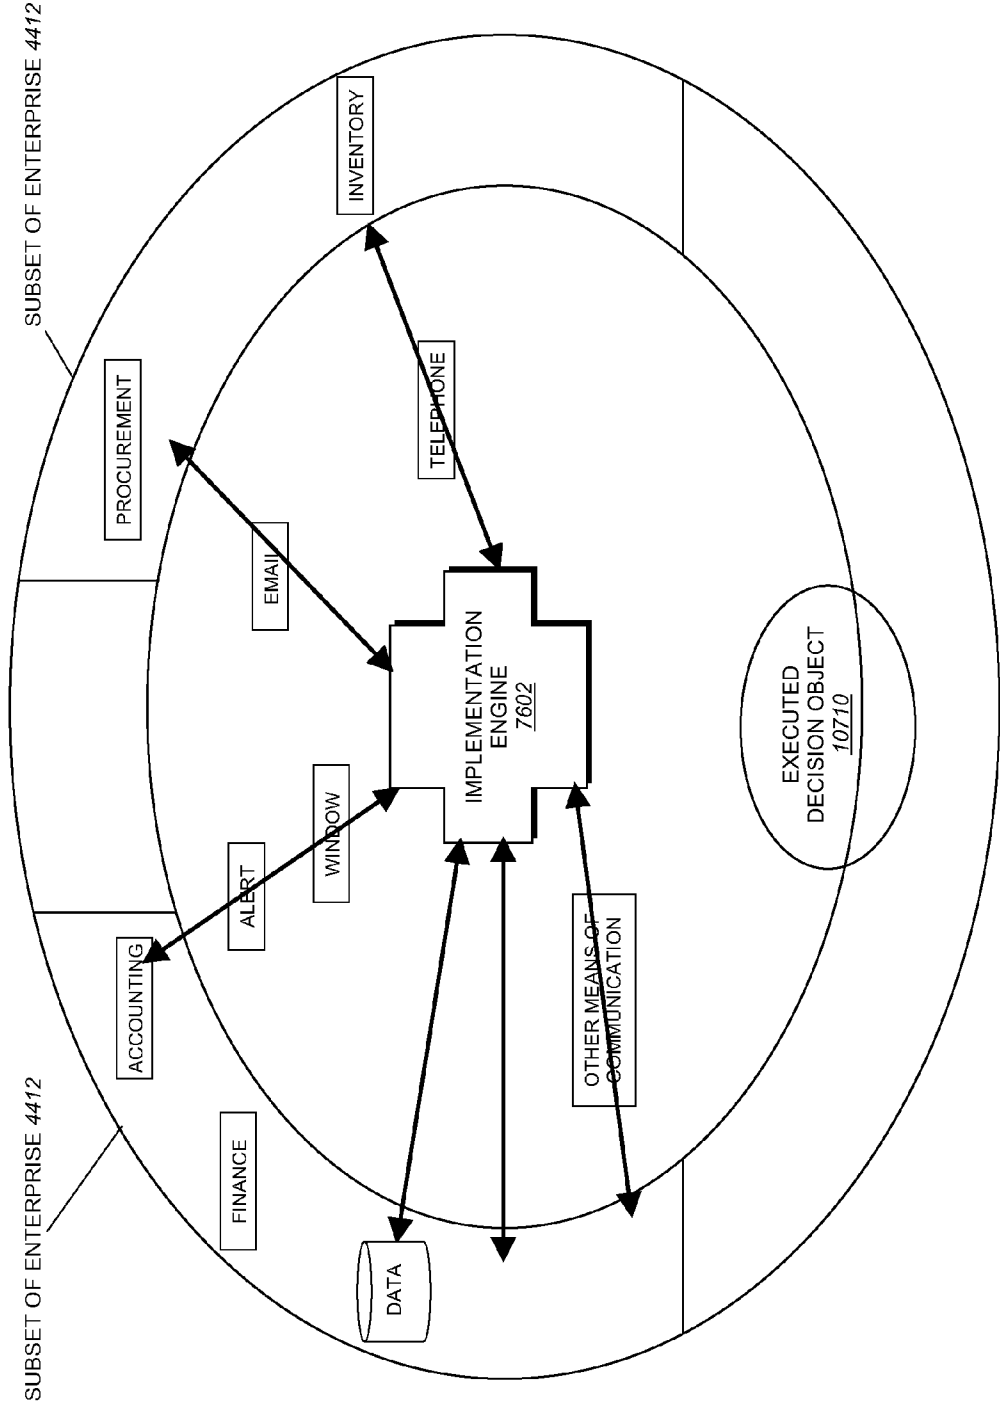 SUBSET OF ENTERPRISE 4412
SUBSET OF ENTERPRISE 4412
ACCOUNTING
PROCUREMENT
FINANCE
ALERT
EMAIL
WINDOW
INVENTORY
DATA
TELEPHONE
IMPLEMENTATION
ENGINE
7602
OTHER MEANS OF
COMMUNICATION
EXECUTED
DECISION OBJECT
10710